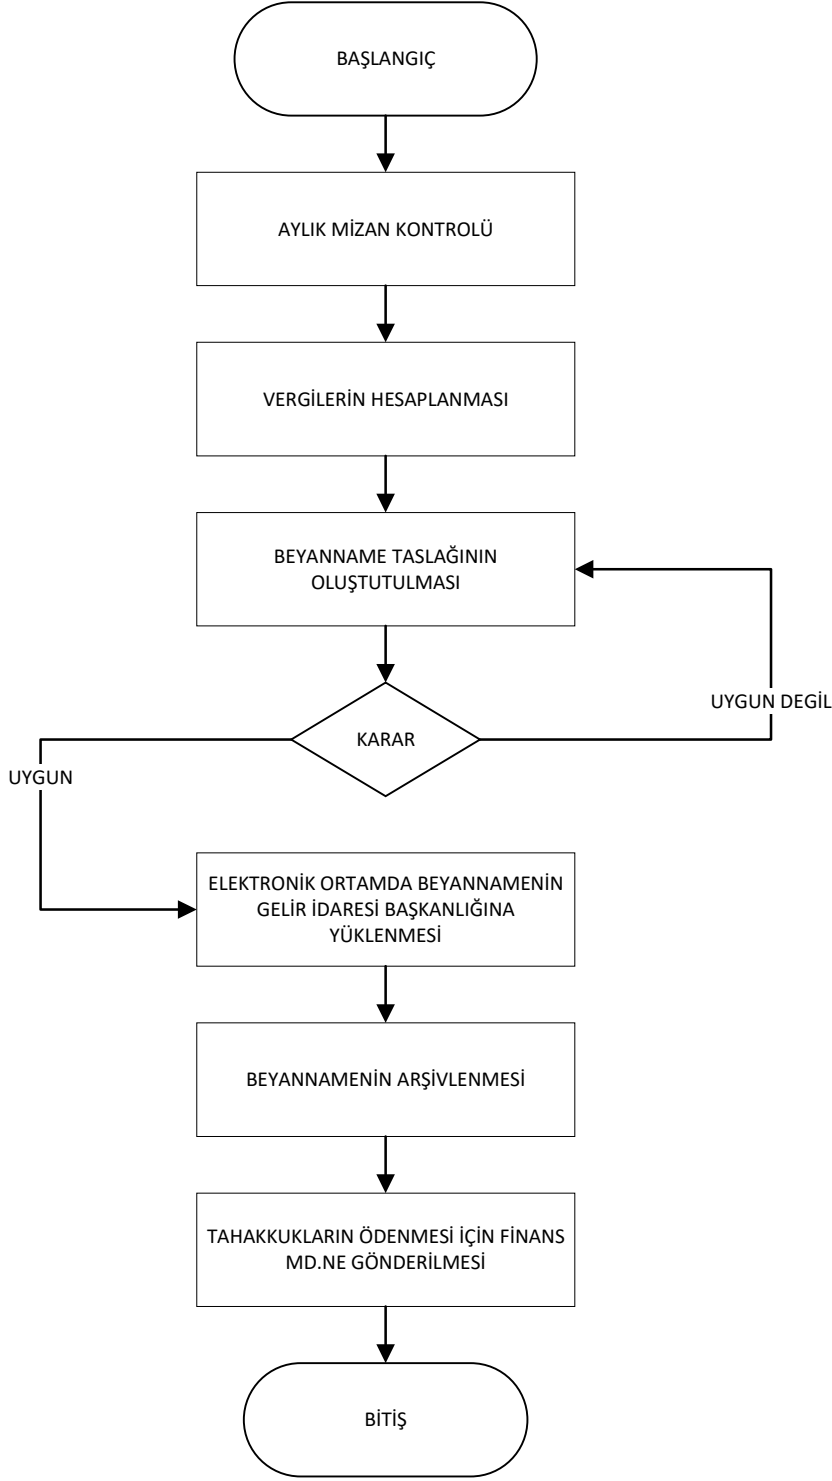 BAŞLANGIÇ
AYLIK MİZAN KONTROLÜ
VERGİLERİN HESAPLANMASI
BEYANNAME TASLAĞININ
OLUŞTUTULMASI
KARAR
UYGUN DEGİL
UYGUN
ELEKTRONİK ORTAMDA BEYANNAMENİN
GELİR İDARESİ BAŞKANLIĞINA
YÜKLENMESİ
BEYANNAMENİN ARŞİVLENMESİ
TAHAKKUKLARIN ÖDENMESİ İÇİN FİNANS
MD.NE GÖNDERİLMESİ
BİTİŞ